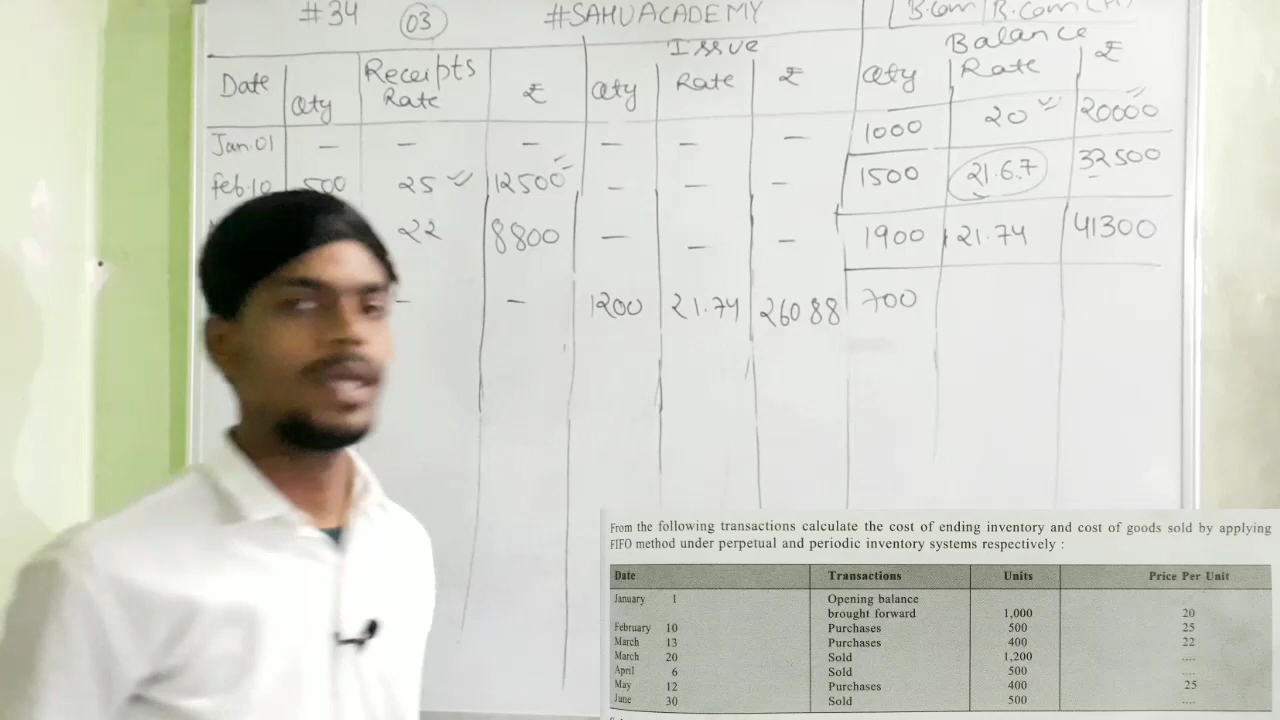 #34 03 #SAHUACADEMY B.Com/B.Com(H)
Receipts Issue Balance
Date Qty Rate ₹ Qty Rate ₹ Qty Rate ₹
Jan.01 – – – – – – 1000 20 20000
Feb.10 500 25 12500 – – – 1500 21.6.7 32500
22 8800 – – – 1900 21.74 41300
– – 1200 21.74 26088 700
From the following transactions calculate the cost of ending inventory and cost of goods sold by applying
FIFO method under perpetual and periodic inventory systems respectively :
Date Transactions Units Price Per Unit
January 1 Opening balance
brought forward 1,000 20
February 10 Purchases 500 25
March 13 Purchases 400 22
March 20 Sold 1,200 ....
April 6 Sold 500 ....
May 12 Purchases 400 25
June 30 Sold 500 ....